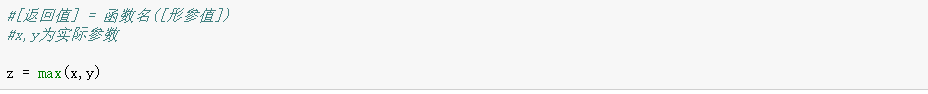 #[返回值] = 函数名([形参值])
#x,y为实际参数
z = max(x,y)